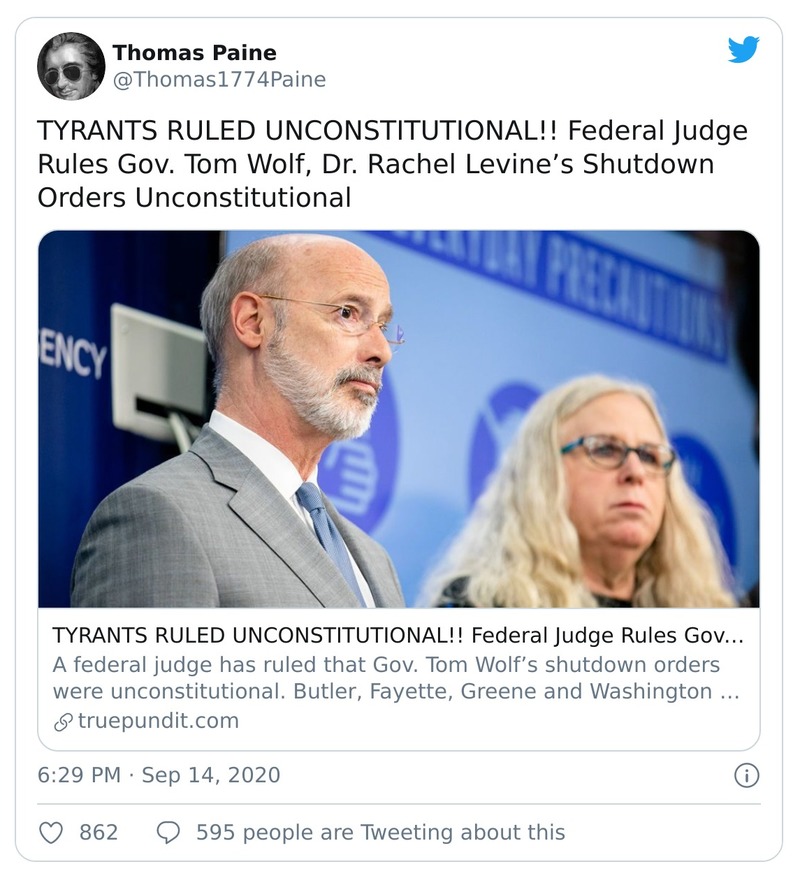 Thomas Paine
@Thomas1774Paine
TYRANTS RULED UNCONSTITUTIONAL!! Federal Judge
Rules Gov. Tom Wolf, Dr. Rachel Levine’s Shutdown
Orders Unconstitutional
EVERYDAY PRECAUTIONS
ENCY
TYRANTS RULED UNCONSTITUTIONAL!! Federal Judge Rules Gov...
A federal judge has ruled that Gov. Tom Wolf’s shutdown orders
were unconstitutional. Butler, Fayette, Greene and Washington ...
truepundit.com
6:29 PM · Sep 14, 2020
862
595 people are Tweeting about this